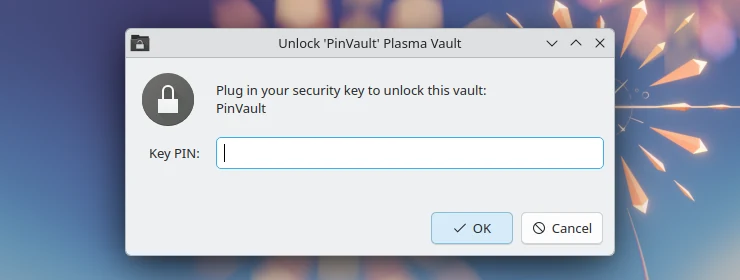 Unlock 'PinVault' Plasma Vault
Plug in your security key to unlock this vault:
PinVault
Key PIN:
OK
Cancel